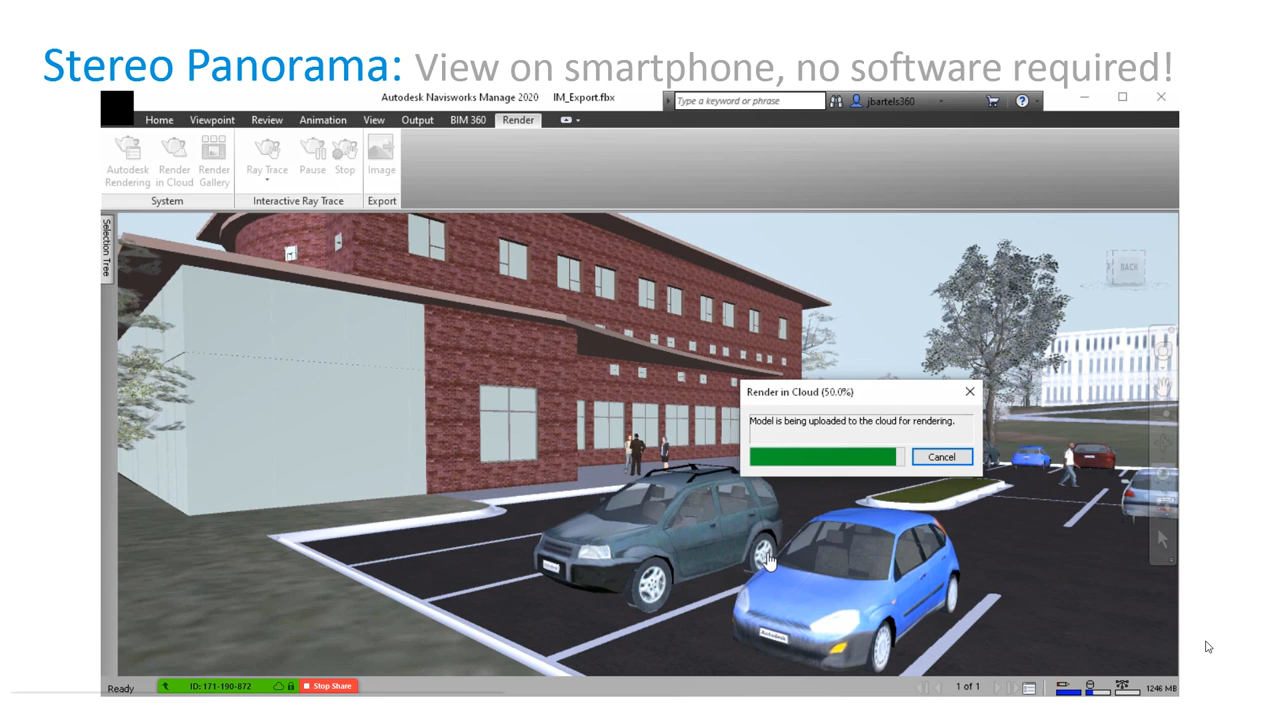 Stereo Panorama: View on smartphone, no software required!
Autodesk Navisworks Manage 2020 IM_Export.fbx
Type a keyword or phrase
jbartels360
Home Viewpoint Review Animation View Output BIM 360 Render
Autodesk Rendering
Render in Cloud
Render Gallery
Ray Trace
Pause
Stop
Image
System Interactive Ray Trace Export
Selection Tree
BACK
Render in Cloud (50.0%)
Model is being uploaded to the cloud for rendering.
Cancel
Autodesk
Ready
ID: 171-190-872
Stop Share
1 of 1
1246 MB